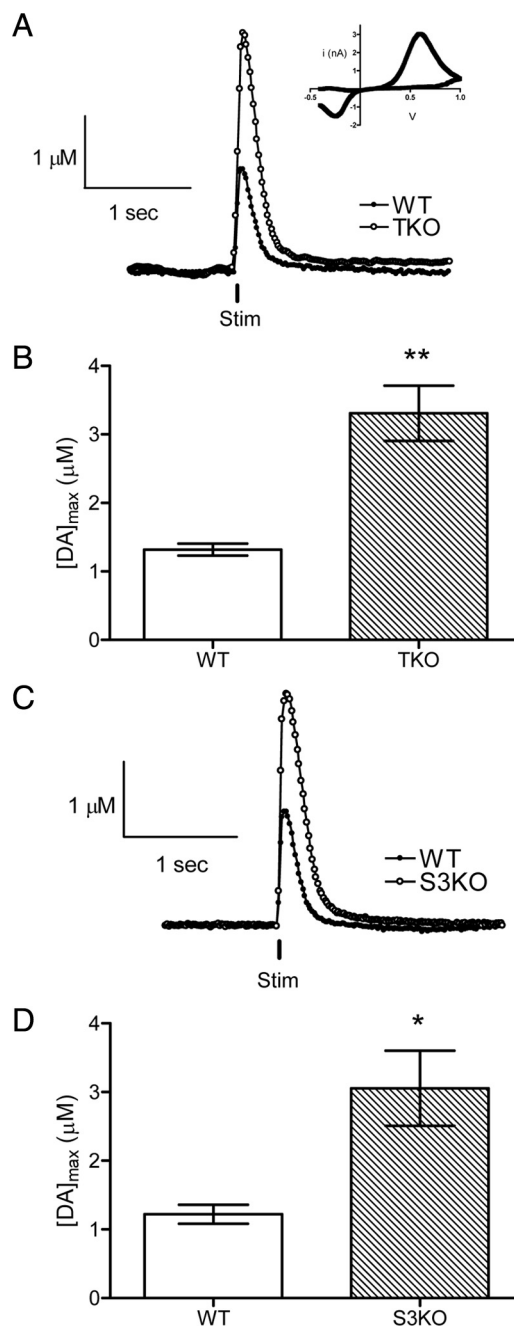 A
i (nA)
3
2
1
-0.5
0.5
1.0
-1
-2
V
1 μM
1 sec
WT
TKO
Stim
B
**
4
3
2
1
0
[DA]max (μM)
WT
TKO
C
1 μM
1 sec
WT
S3KO
Stim
D
*
4
3
2
1
0
[DA]max (μM)
WT
S3KO